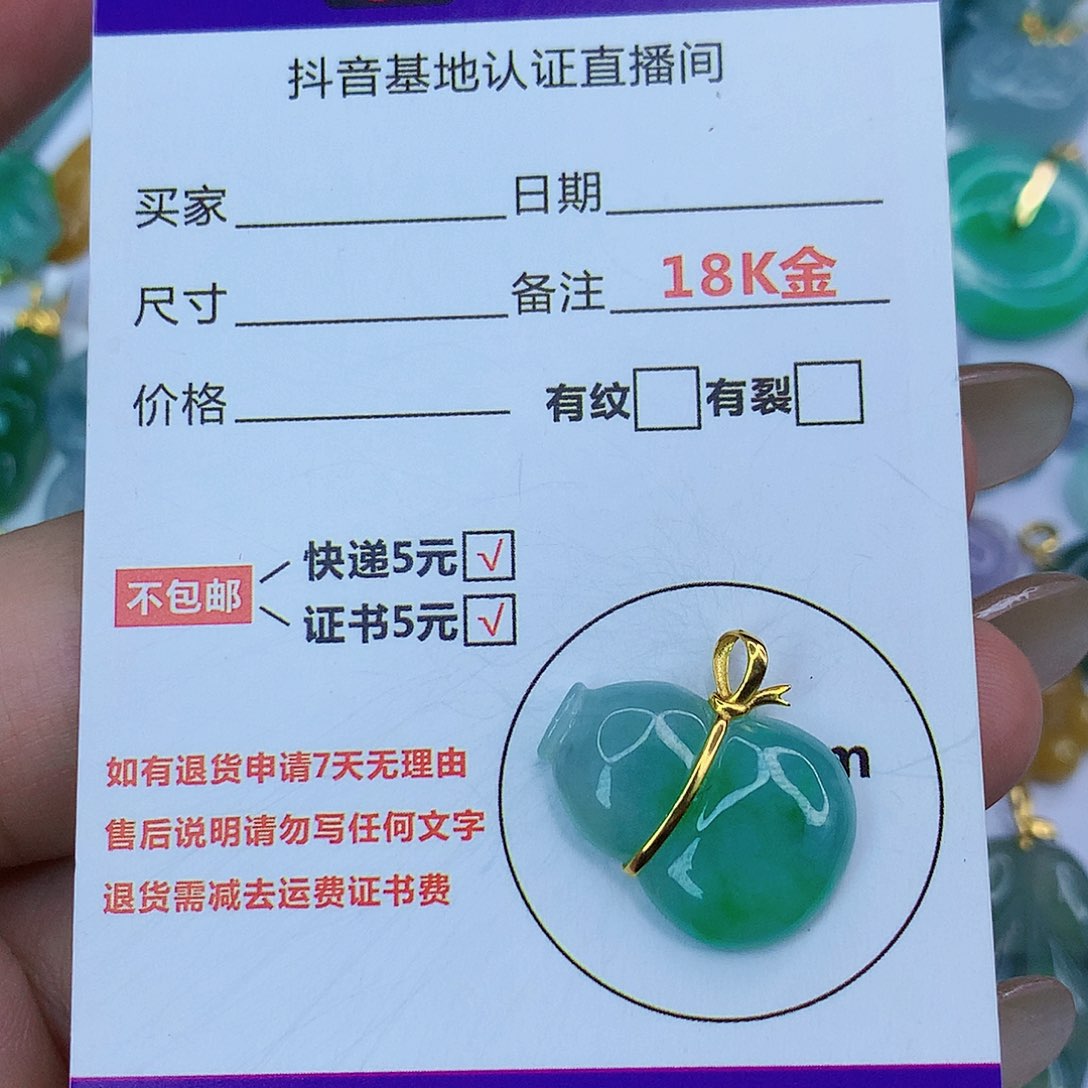 抖音基地认证直播间
买家 日期
尺寸 备注 18K金
价格 有纹 有裂
不包邮
快递5元 √
证书5元 √
如有退货申请7天无理由
售后说明请勿写任何文字
退货需减去运费证书费
m